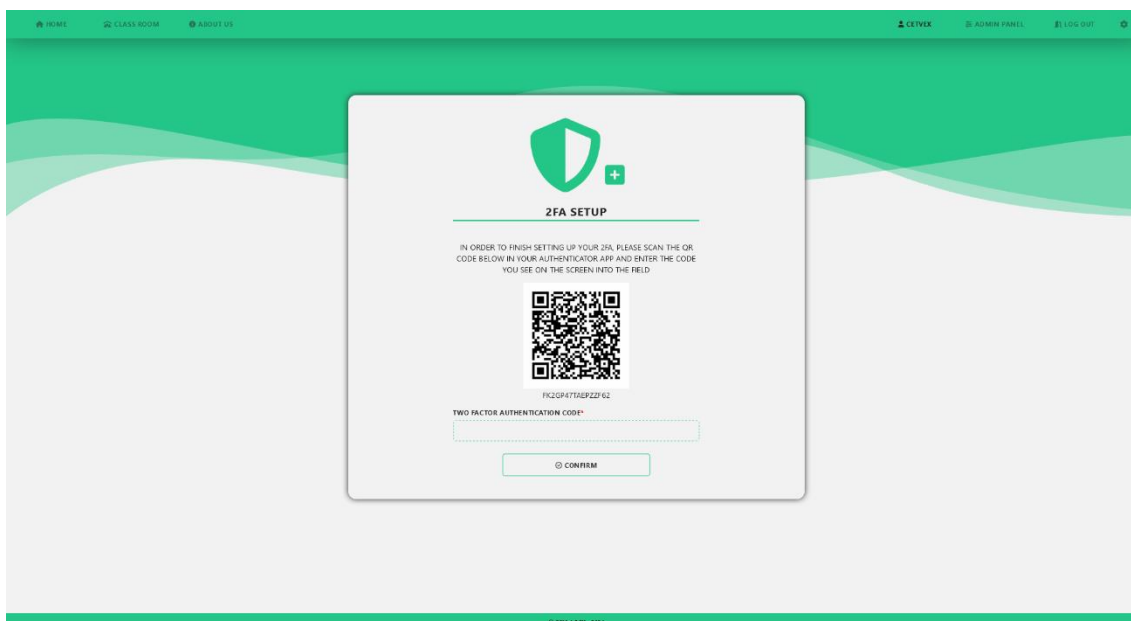 HOME CLASS ROOM ABOUT US CETVEX ADMIN PANEL LOG OUT
2FA SETUP
IN ORDER TO FINISH SETTING UP YOUR 2FA, PLEASE SCAN THE QR
CODE BELOW IN YOUR AUTHENTICATOR APP AND ENTER THE CODE
YOU SEE ON THE SCREEN INTO THE FIELD
FK2GP47TAEPZZF62
TWO FACTOR AUTHENTICATION CODE*
CONFIRM